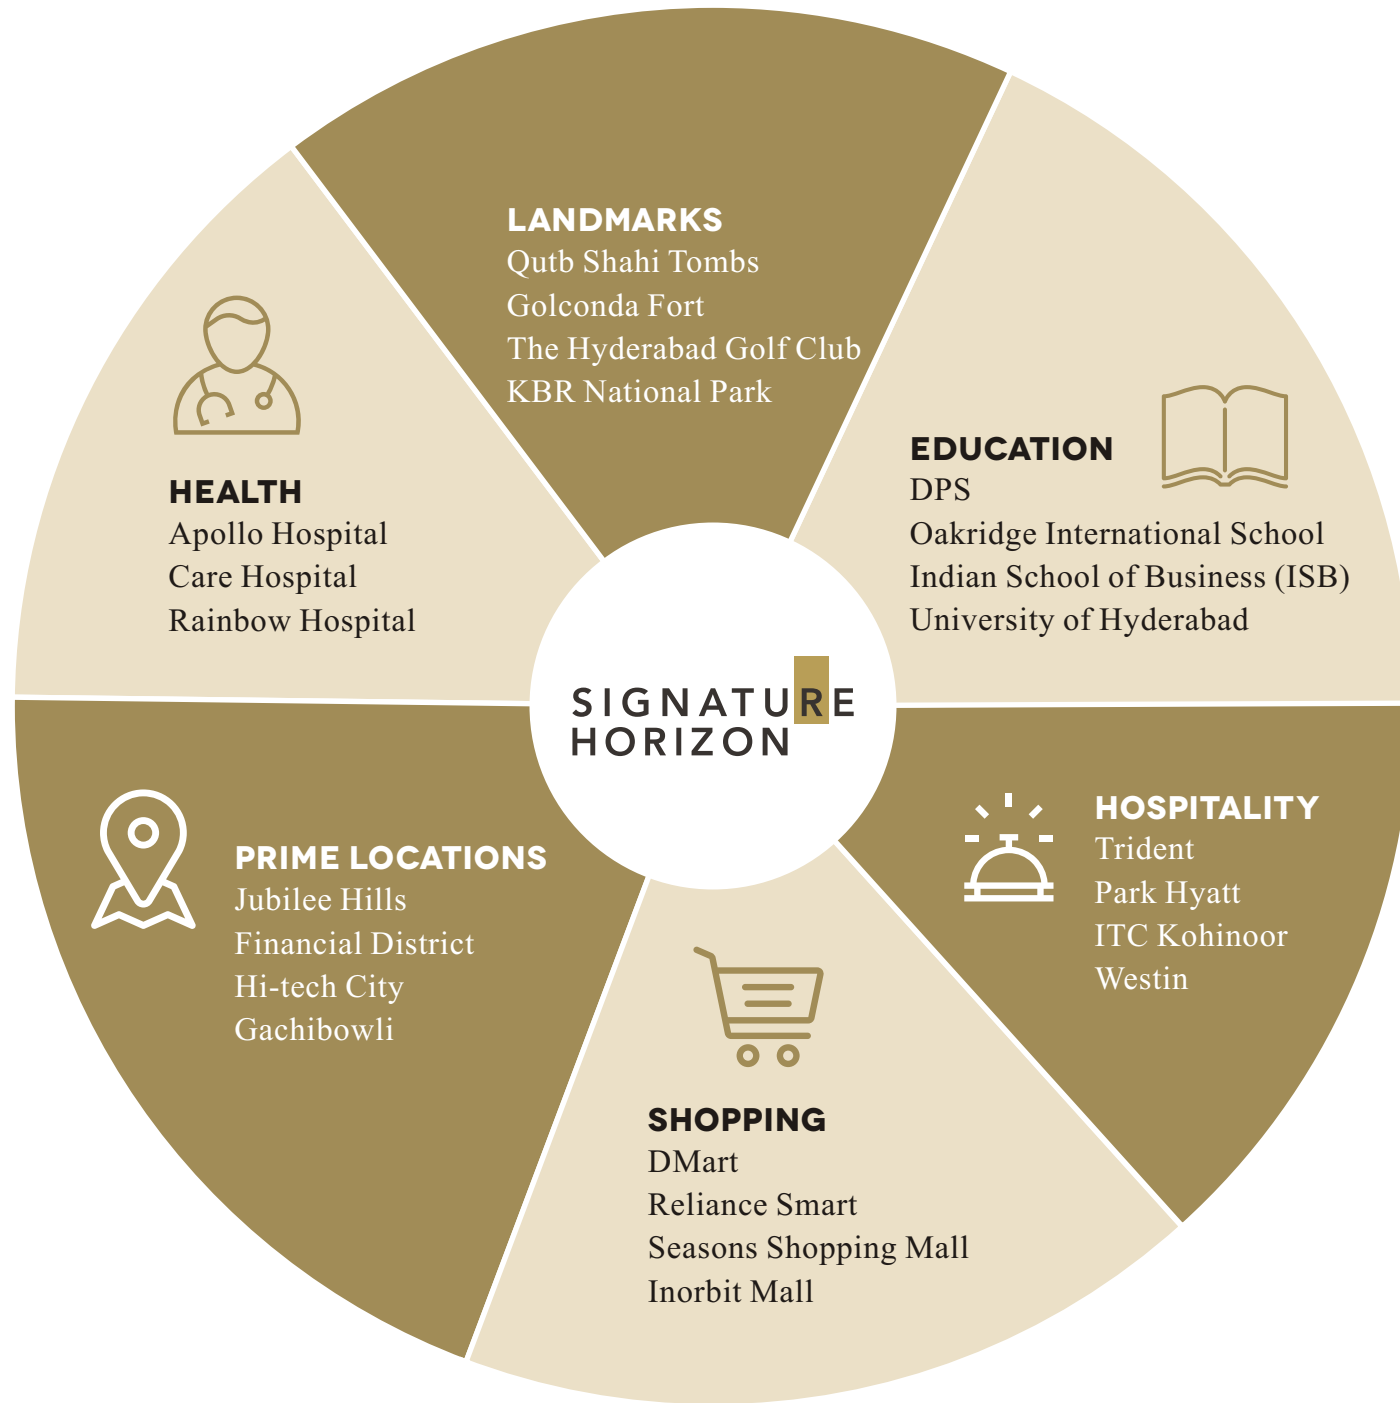 LANDMARKS
Qutb Shahi Tombs
Golconda Fort
The Hyderabad Golf Club
KBR National Park
EDUCATION
DPS
Oakridge International School
Indian School of Business (ISB)
University of Hyderabad
HEALTH
Apollo Hospital
Care Hospital
Rainbow Hospital
SIGNATURE
HORIZON
HOSPITALITY
Trident
Park Hyatt
ITC Kohinoor
Westin
PRIME LOCATIONS
Jubilee Hills
Financial District
Hi-tech City
Gachibowli
SHOPPING
DMart
Reliance Smart
Seasons Shopping Mall
Inorbit Mall